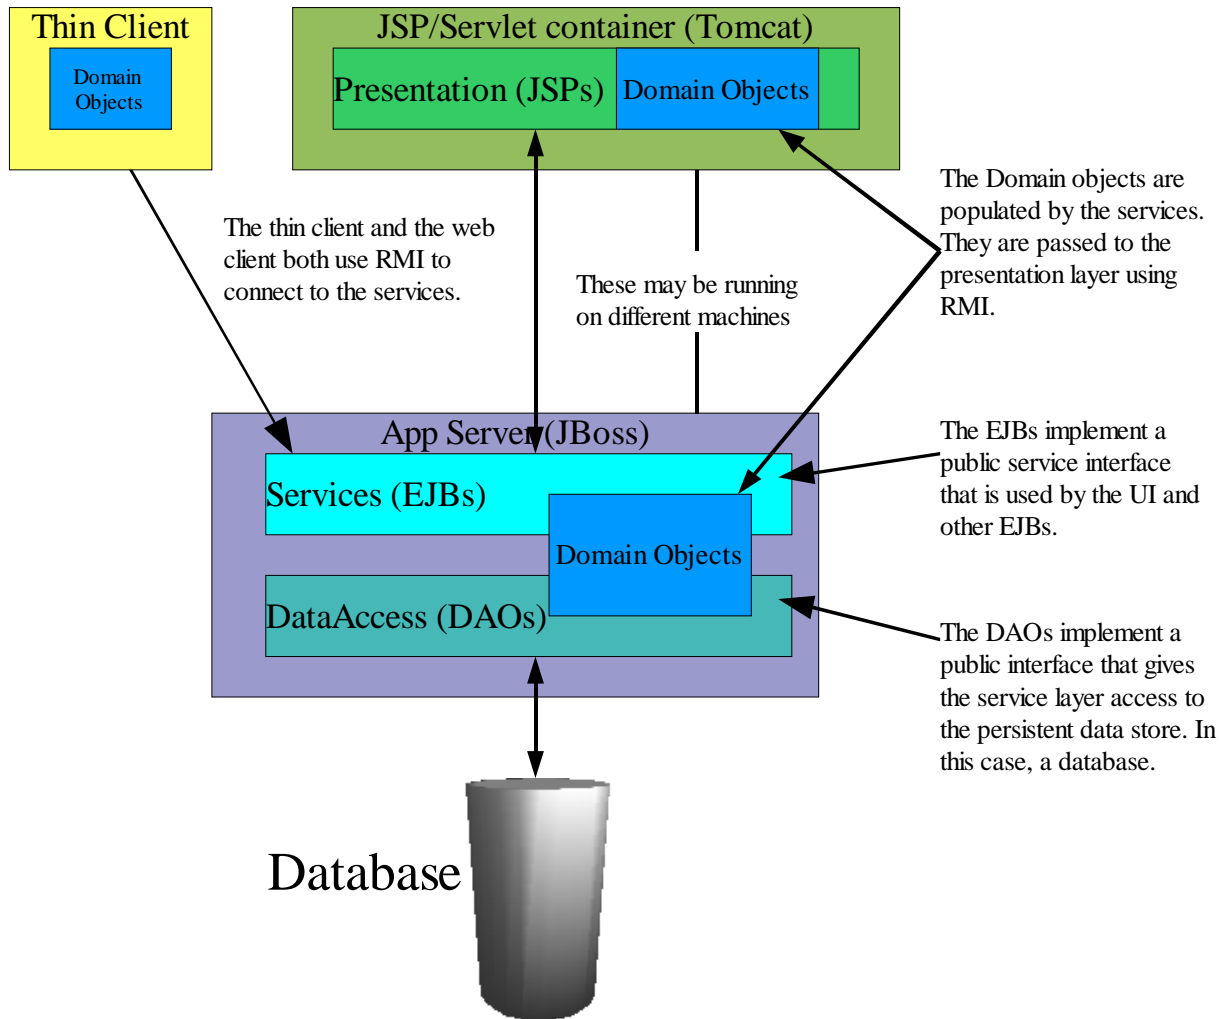 Thin Client
Domain
Objects
JSP/Servlet container (Tomcat)
Presentation (JSPs)
Domain Objects
The thin client and the web
client both use RMI to
connect to the services.
These may be running
on different machines
The Domain objects are
populated by the services.
They are passed to the
presentation layer using
RMI.
App Server (JBoss)
Services (EJBs)
Domain Objects
DataAccess (DAOs)
The EJBs implement a
public service interface
that is used by the UI and
other EJBs.
The DAOs implement a
public interface that gives
the service layer access to
the persistent data store. In
this case, a database.
Database